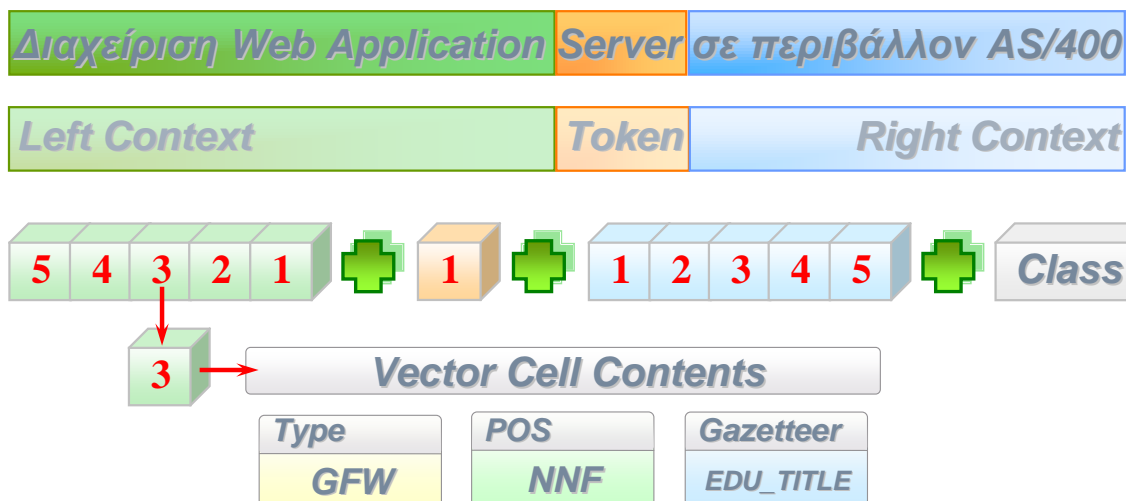 Διαχείριση Web Application Server σε περιβάλλον AS/400
Left Context Token Right Context
5 4 3 2 1 1 1 2 3 4 5 Class
3 Vector Cell Contents
Type POS Gazetteer
GFW NNF EDU_TITLE